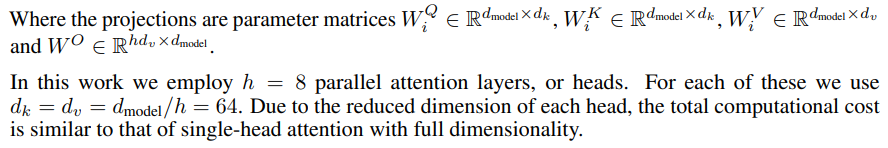 Where the projections are parameter matrices $W_i^Q \in \mathbb{R}^{d_{\text{model}} \times d_k}$, $W_i^K \in \mathbb{R}^{d_{\text{model}} \times d_k}$, $W_i^V \in \mathbb{R}^{d_{\text{model}} \times d_v}$
and $W^O \in \mathbb{R}^{hd_v \times d_{\text{model}}}$.
In this work we employ $h = 8$ parallel attention layers, or heads. For each of these we use
$d_k = d_v = d_{\text{model}}/h = 64$. Due to the reduced dimension of each head, the total computational cost
is similar to that of single-head attention with full dimensionality.